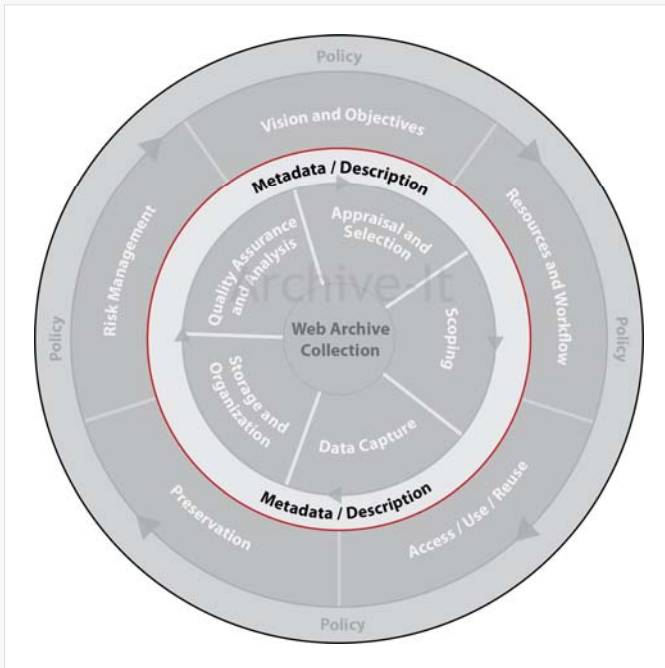 Policy
Vision and Objectives
Metadata / Description
Appraisal and
Selection
Quality Assurance
and Analysis
Resources and Workflow
Risk Management
Archive-It
Policy
Policy
Web Archive
Collection
Scoping
Storage and
Organization
Data Capture
Metadata / Description
Preservation
Access / Use / Reuse
Policy